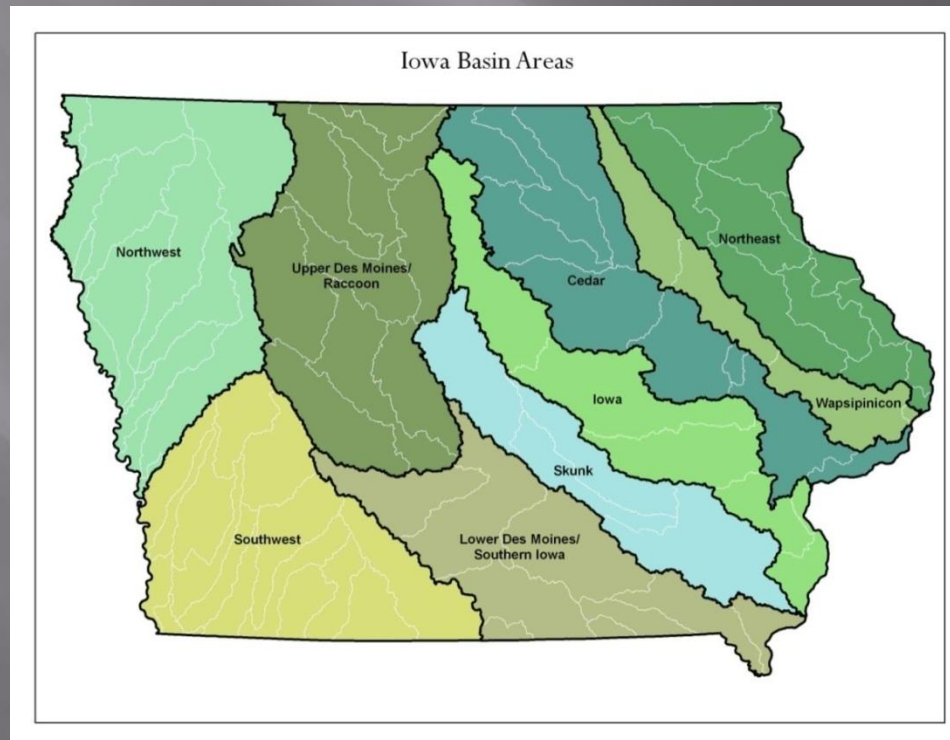 Iowa Basin Areas
Northwest
Upper Des Moines/
Raccoon
Northeast
Cedar
Iowa
Wapsipinicon
Skunk
Southwest
Lower Des Moines/
Southern Iowa